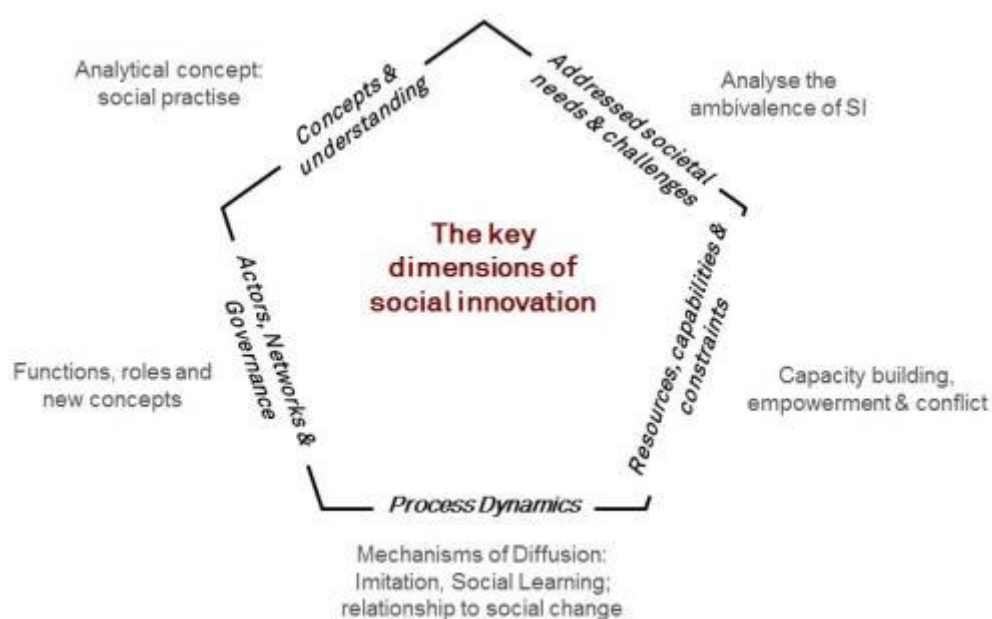 Analytical concept:
social practise
Concepts &
understanding
Addressed societal
needs & challenges
Analyse the
ambivalence of SI
The key
dimensions of
social innovation
Actors, Networks &
Governance
Functions, roles and
new concepts
Resources, capabilities &
constraints
Capacity building,
empowerment & conflict
Process Dynamics
Mechanisms of Diffusion:
Imitation, Social Learning;
relationship to social change